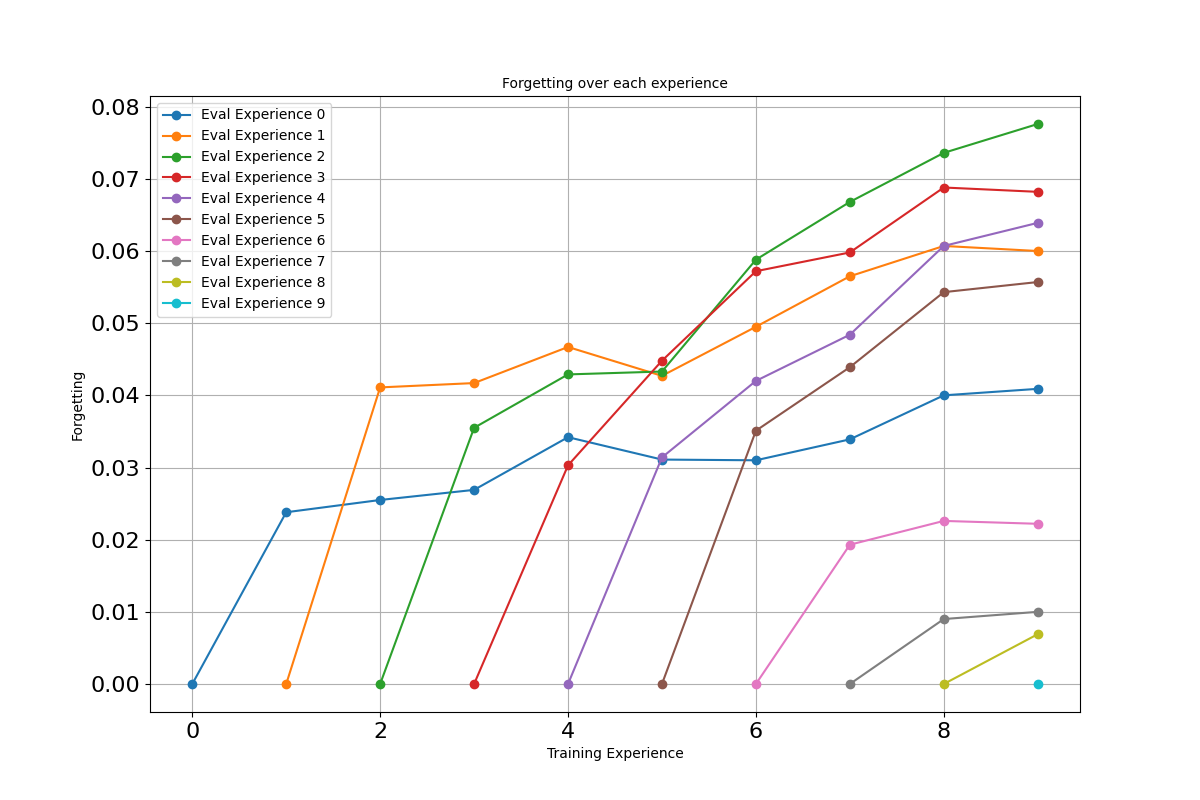 Forgetting over each experience
0.08
0.07
0.06
0.05
0.04
0.03
0.02
0.01
0.00
Forgetting
Eval Experience 0
Eval Experience 1
Eval Experience 2
Eval Experience 3
Eval Experience 4
Eval Experience 5
Eval Experience 6
Eval Experience 7
Eval Experience 8
Eval Experience 9
0 2 4 6 8
Training Experience